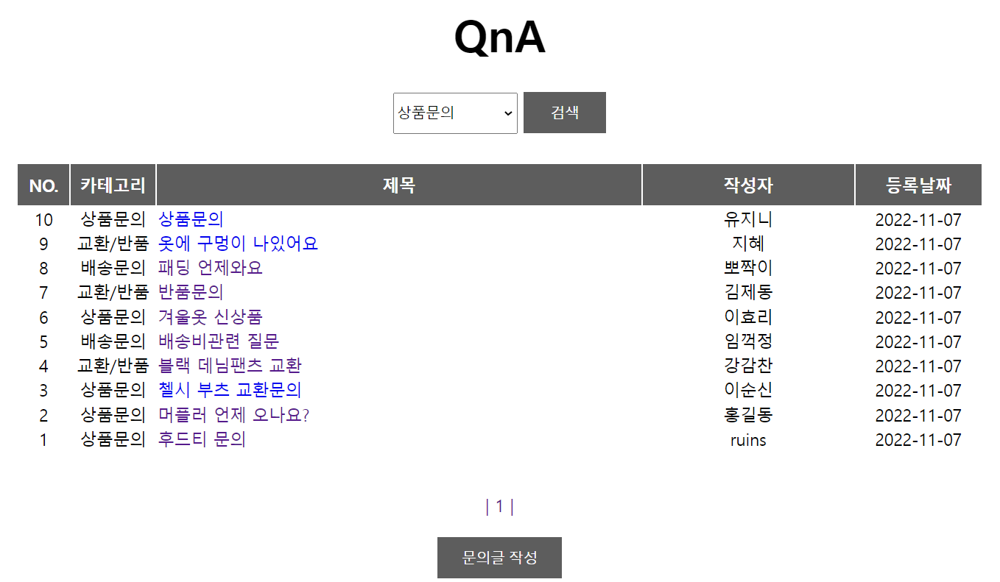 QnA
상품문의 검색
NO. 카테고리 제목 작성자 등록날짜
10 상품문의 상품문의 유지니 2022-11-07
9 교환/반품 옷에 구멍이 나있어요 지혜 2022-11-07
8 배송문의 패딩 언제와요 뽀짝이 2022-11-07
7 교환/반품 반품문의 김제동 2022-11-07
6 상품문의 겨울옷 신상품 이효리 2022-11-07
5 배송문의 배송비관련 질문 임꺽정 2022-11-07
4 교환/반품 블랙 데님팬츠 교환 강감찬 2022-11-07
3 상품문의 첼시 부츠 교환문의 이순신 2022-11-07
2 상품문의 머플러 언제 오나요? 홍길동 2022-11-07
1 상품문의 후드티 문의 ruins 2022-11-07
| 1 |
문의글 작성